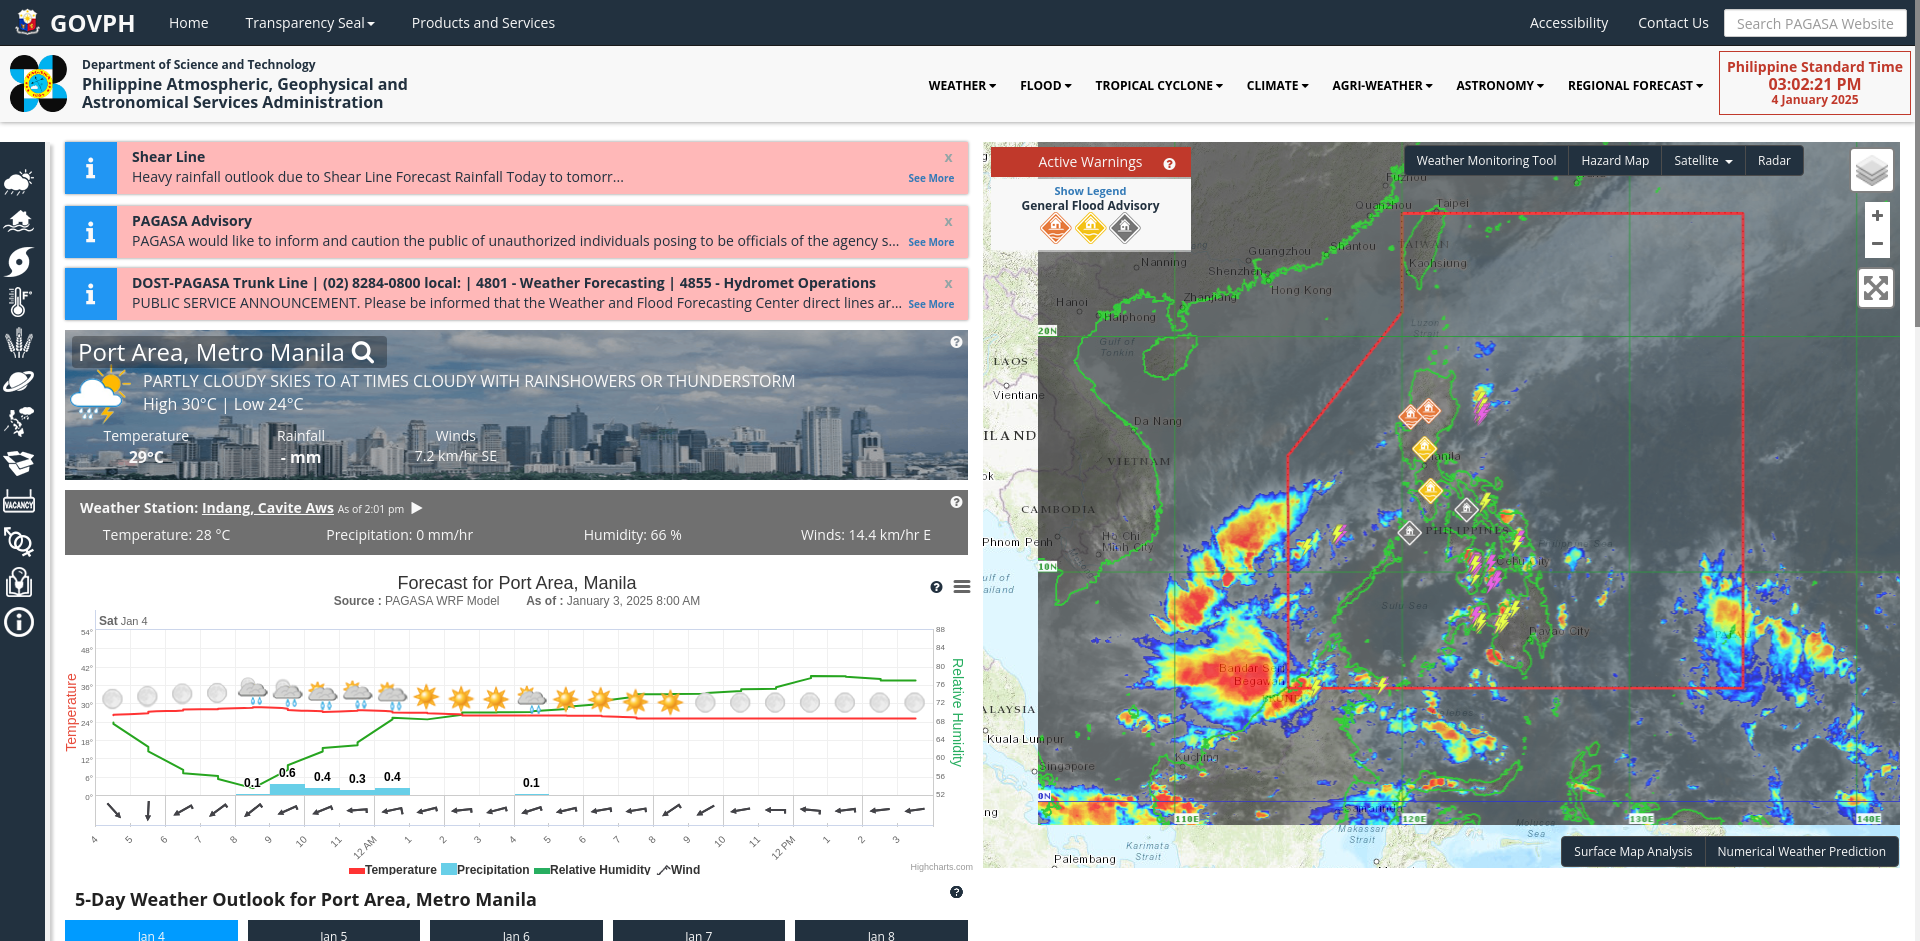 GOVPH
Home
Transparency Seal
Products and Services
Accessibility
Contact Us
Search PAGASA Website
Department of Science and Technology
Philippine Atmospheric, Geophysical and
Astronomical Services Administration
WEATHER
FLOOD
TROPICAL CYCLONE
CLIMATE
AGRI-WEATHER
ASTRONOMY
REGIONAL FORECAST
Philippine Standard Time
03:02:21 PM
4 January 2025
VACANCY
Shear Line
x
Heavy rainfall outlook due to Shear Line Forecast Rainfall Today to tomorr...
See More
PAGASA Advisory
x
PAGASA would like to inform and caution the public of unauthorized individuals posing to be officials of the agency s...
See More
DOST-PAGASA Trunk Line | (02) 8284-0800 local: | 4801 - Weather Forecasting | 4855 - Hydromet Operations
x
PUBLIC SERVICE ANNOUNCEMENT. Please be informed that the Weather and Flood Forecasting Center direct lines ar...
See More
Port Area, Metro Manila
PARTLY CLOUDY SKIES TO AT TIMES CLOUDY WITH RAINSHOWERS OR THUNDERSTORM
High 30°C | Low 24°C
Temperature
Rainfall
Winds
29°C
- mm
7.2 km/hr SE
Weather Station: Indang, Cavite Aws As of 2:01 pm
Temperature: 28 °C
Precipitation: 0 mm/hr
Humidity: 66 %
Winds: 14.4 km/hr E
Forecast for Port Area, Manila
Source : PAGASA WRF Model As of : January 3, 2025 8:00 AM
Sat Jan 4
Temperature
54°
48°
42°
36°
30°
24°
18°
12°
6°
0°
88
84
80
76
72
68
64
60
56
52
Relative Humidity
0.1
0.6
0.4
0.3
0.4
0.1
4
5
6
7
8
9
10
11
12 AM
1
2
3
4
5
6
7
8
9
10
11
12 PM
1
2
3
Temperature
Precipitation
Relative Humidity
Wind
Highcharts.com
5-Day Weather Outlook for Port Area, Metro Manila
Jan 4
Jan 5
Jan 6
Jan 7
Jan 8
Active Warnings
Show Legend
General Flood Advisory
Weather Monitoring Tool
Hazard Map
Satellite
Radar
+
−
Fuzhou
Quanzhou
Taipei
TAIWAN
Kaohsiung
Guangzhou
Shantou
Nanning
Shenzhen
Hong Kong
Zhanjiang
Hanoi
Haiphong
20N
Luzon
Strait
Gulf of
Tonkin
LAOS
Vientiane
Da Nang
ILAND
VIETNAM
Manila
ok
CAMBODIA
Phnom Penh
Ho Chi
Minh City
PHILIPPINES
Cebu City
10N
ulf of
ailand
Sulu Sea
Davao City
PALAU
Bandar Seri
Begawan
BRUNEI
ALAYSIA
Celebes
Kuala Lumpur
Kuching
Singapore
0N
Samarinda
ng
110E
120E
130E
140E
Makassar
Strait
Molucca
Sea
Karimata
Strait
Palembang
Surface Map Analysis
Numerical Weather Prediction